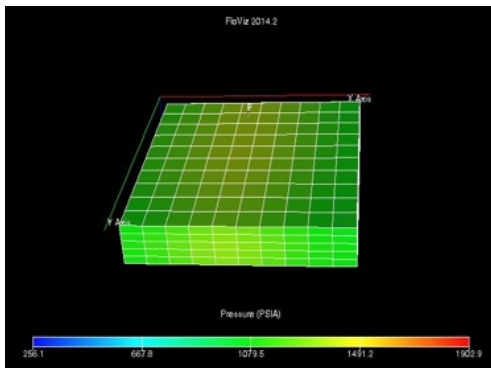 FloViz 2014.2
X Axis
Y Axis
Pressure (PSIA)
256.1 667.8 1079.5 1491.2 1902.9